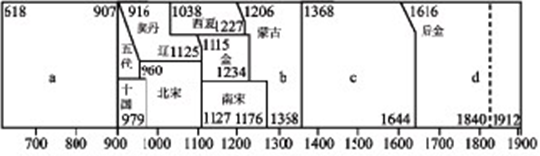 618 907 916 1038 1206 1368 1616
契丹 西夏 1227 蒙古 后金
五代 辽 1125 1115 金
a 960 1234 b c d
十国 北宋 南宋
979 1127 1176 1368 1644 1840 1912
700 800 900 1000 1100 1200 1300 1400 1500 1600 1700 1800 1900